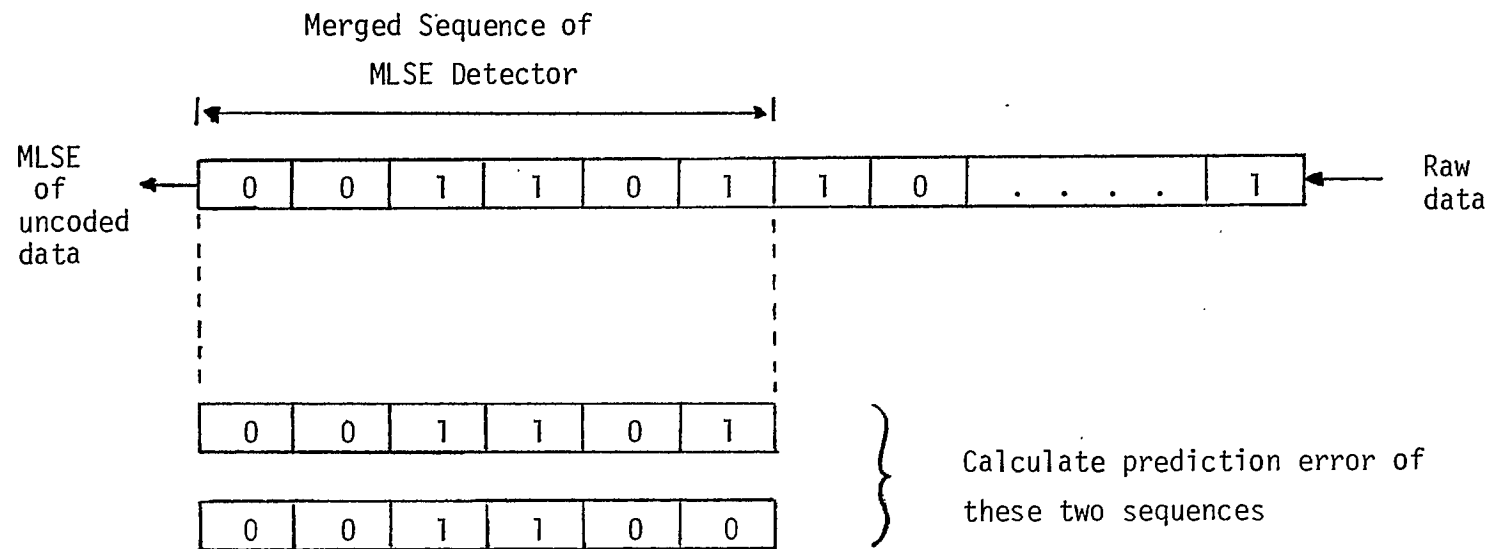 Merged Sequence of
MLSE Detector
MLSE
of
uncoded
data
0 0 1 1 0 1 1 0 . . . . 1
Raw
data
0 0 1 1 0 1
0 0 1 1 0 0
Calculate prediction error of
these two sequences